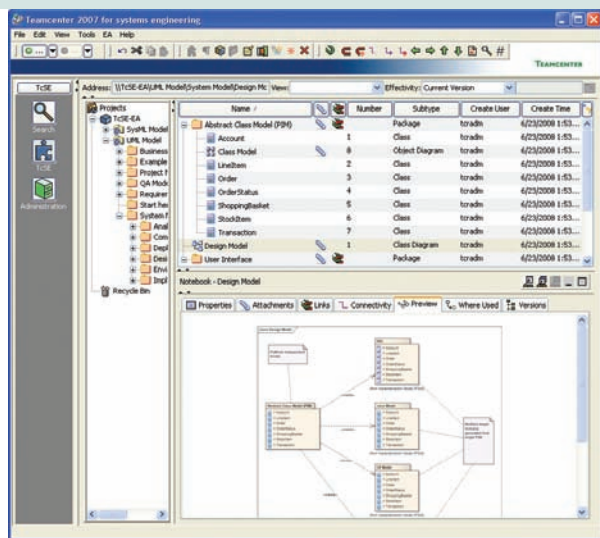 Teamcenter 2007 for systems engineering
File Edit View Tools EA Help
TEAMCENTER
TcSE
Address: \\TcSE-EA\UML Model\System Model\Design Mc View: Effectivity: Current Version
Search
TcSE
Administration
Projects
TcSE-EA
SysML Model
UML Model
Business
Example
Project M
QA Mode
Requirer
Start her
System M
Anal
Com
Depl
Desi
Envi
Impl
Recycle Bin
Name / Number Subtype Create User Create Time
Abstract Class Model (PIM) Package tcradm 6/23/2008 1:53...
Account 1 Class tcradm 6/23/2008 1:53...
Class Model 8 Object Diagram tcradm 6/23/2008 1:53...
LineItem 2 Class tcradm 6/23/2008 1:53...
Order 3 Class tcradm 6/23/2008 1:53...
OrderStatus 4 Class tcradm 6/23/2008 1:53...
ShoppingBasket 5 Class tcradm 6/23/2008 1:53...
StockItem 6 Class tcradm 6/23/2008 1:53...
Transaction 7 Class tcradm 6/23/2008 1:53...
Design Model 1 Class Diagram tcradm 6/23/2008 1:53...
User Interface Package tcradm 6/23/2008 1:53...
Notebook - Design Model
Properties Attachments Links Connectivity Preview Where Used Versions